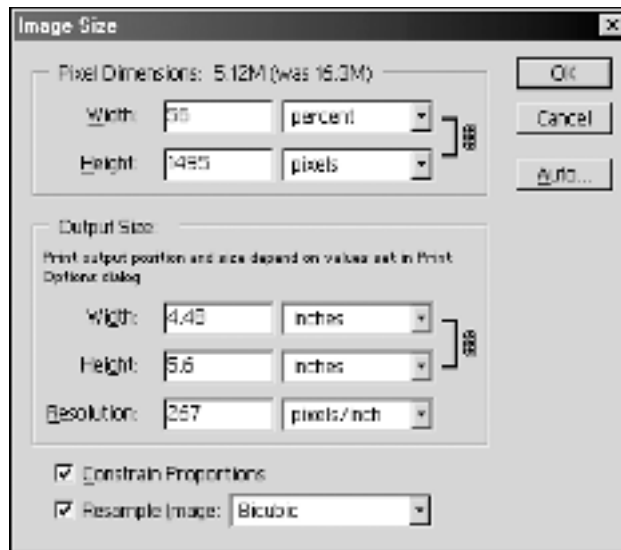 Image Size
Pixel Dimensions: 5.12M (was 16.3M)
OK
Width: 56 percent
Cancel
Height: 1495 pixels
Auto...
Output Size:
Print output position and size depend on values set in Print
Options dialog
Width: 4.48 inches
Height: 5.6 inches
Resolution: 267 pixels/inch
Constrain Proportions
Resample Image: Bicubic